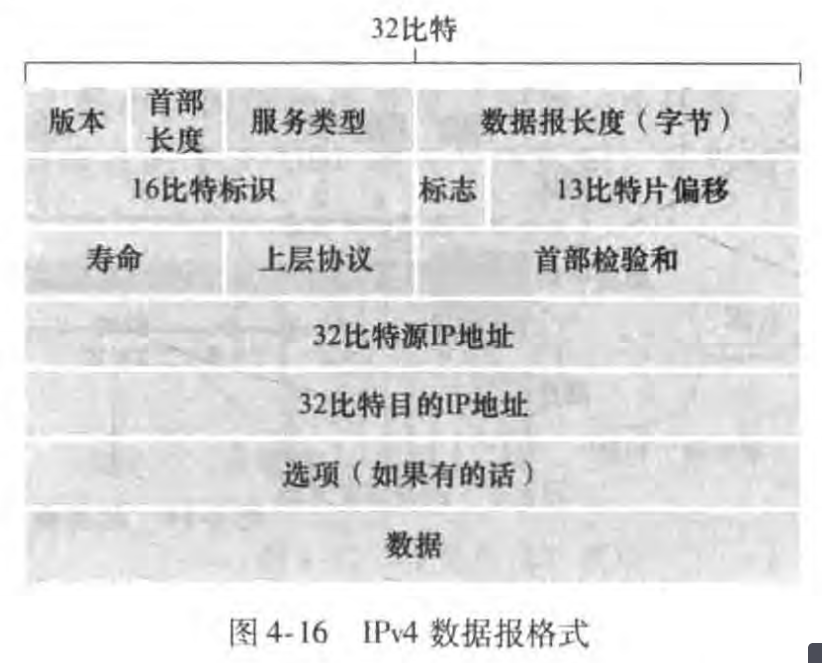 32比特
版本 首部长度 服务类型 数据报长度（字节）
16比特标识 标志 13比特片偏移
寿命 上层协议 首部检验和
32比特源IP地址
32比特目的IP地址
选项（如果有的话）
数据
图 4-16 IPv4 数据报格式